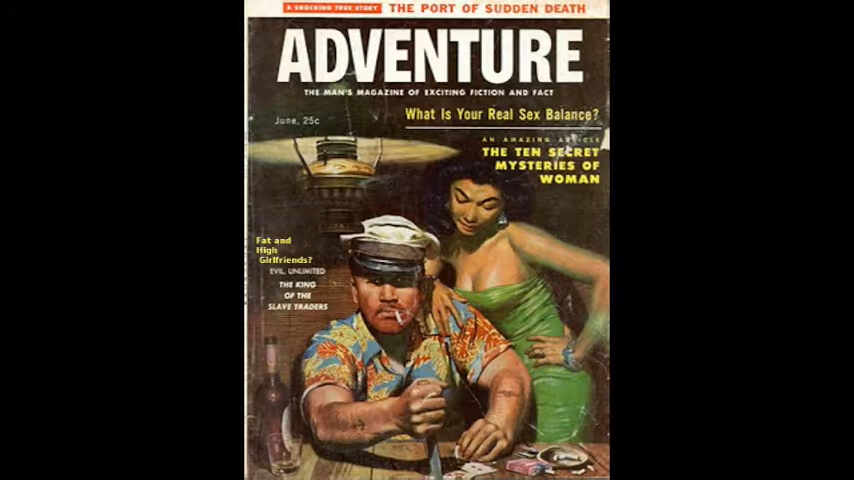 A SHOCKING TRUE STORY THE PORT OF SUDDEN DEATH
ADVENTURE
THE MAN'S MAGAZINE OF EXCITING FICTION AND FACT
What Is Your Real Sex Balance?
June, 25c
AN AMAZING ARTICLE
THE TEN SECRET
MYSTERIES OF
WOMAN
Fat and
High
Girlfriends?
EVIL, UNLIMITED
THE KING
OF THE
SLAVE TRADERS